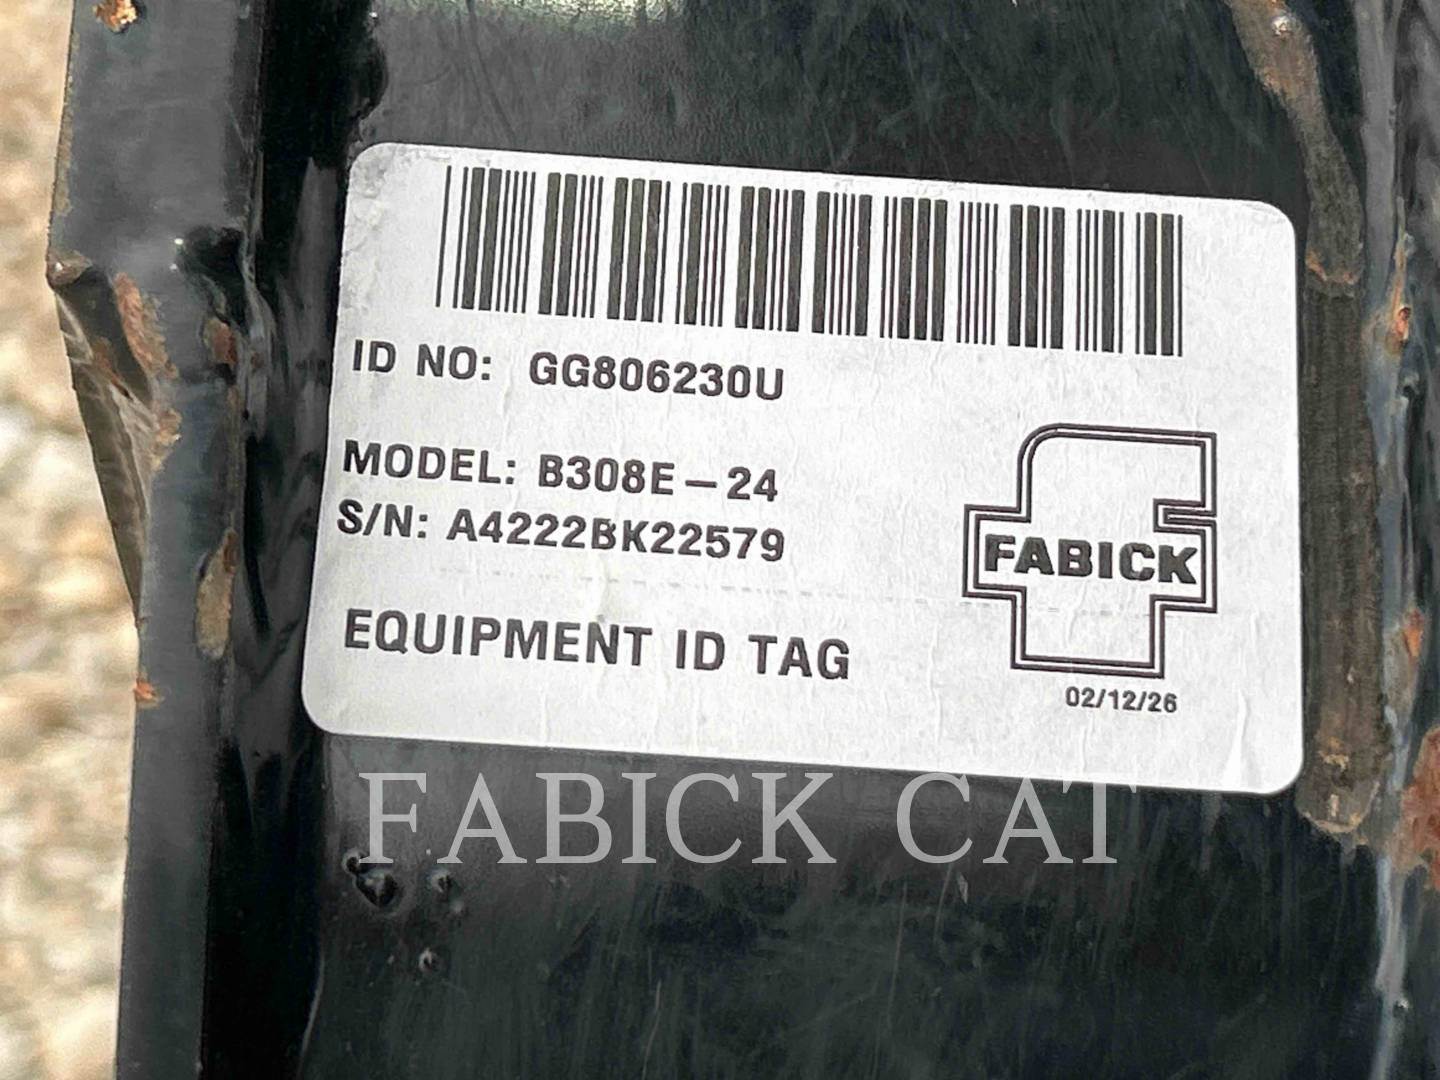 ID NO: GG806230U
MODEL: B308E-24
S/N: A4222BK22579
FABICK
EQUIPMENT ID TAG
02/12/26
FABICK CAT